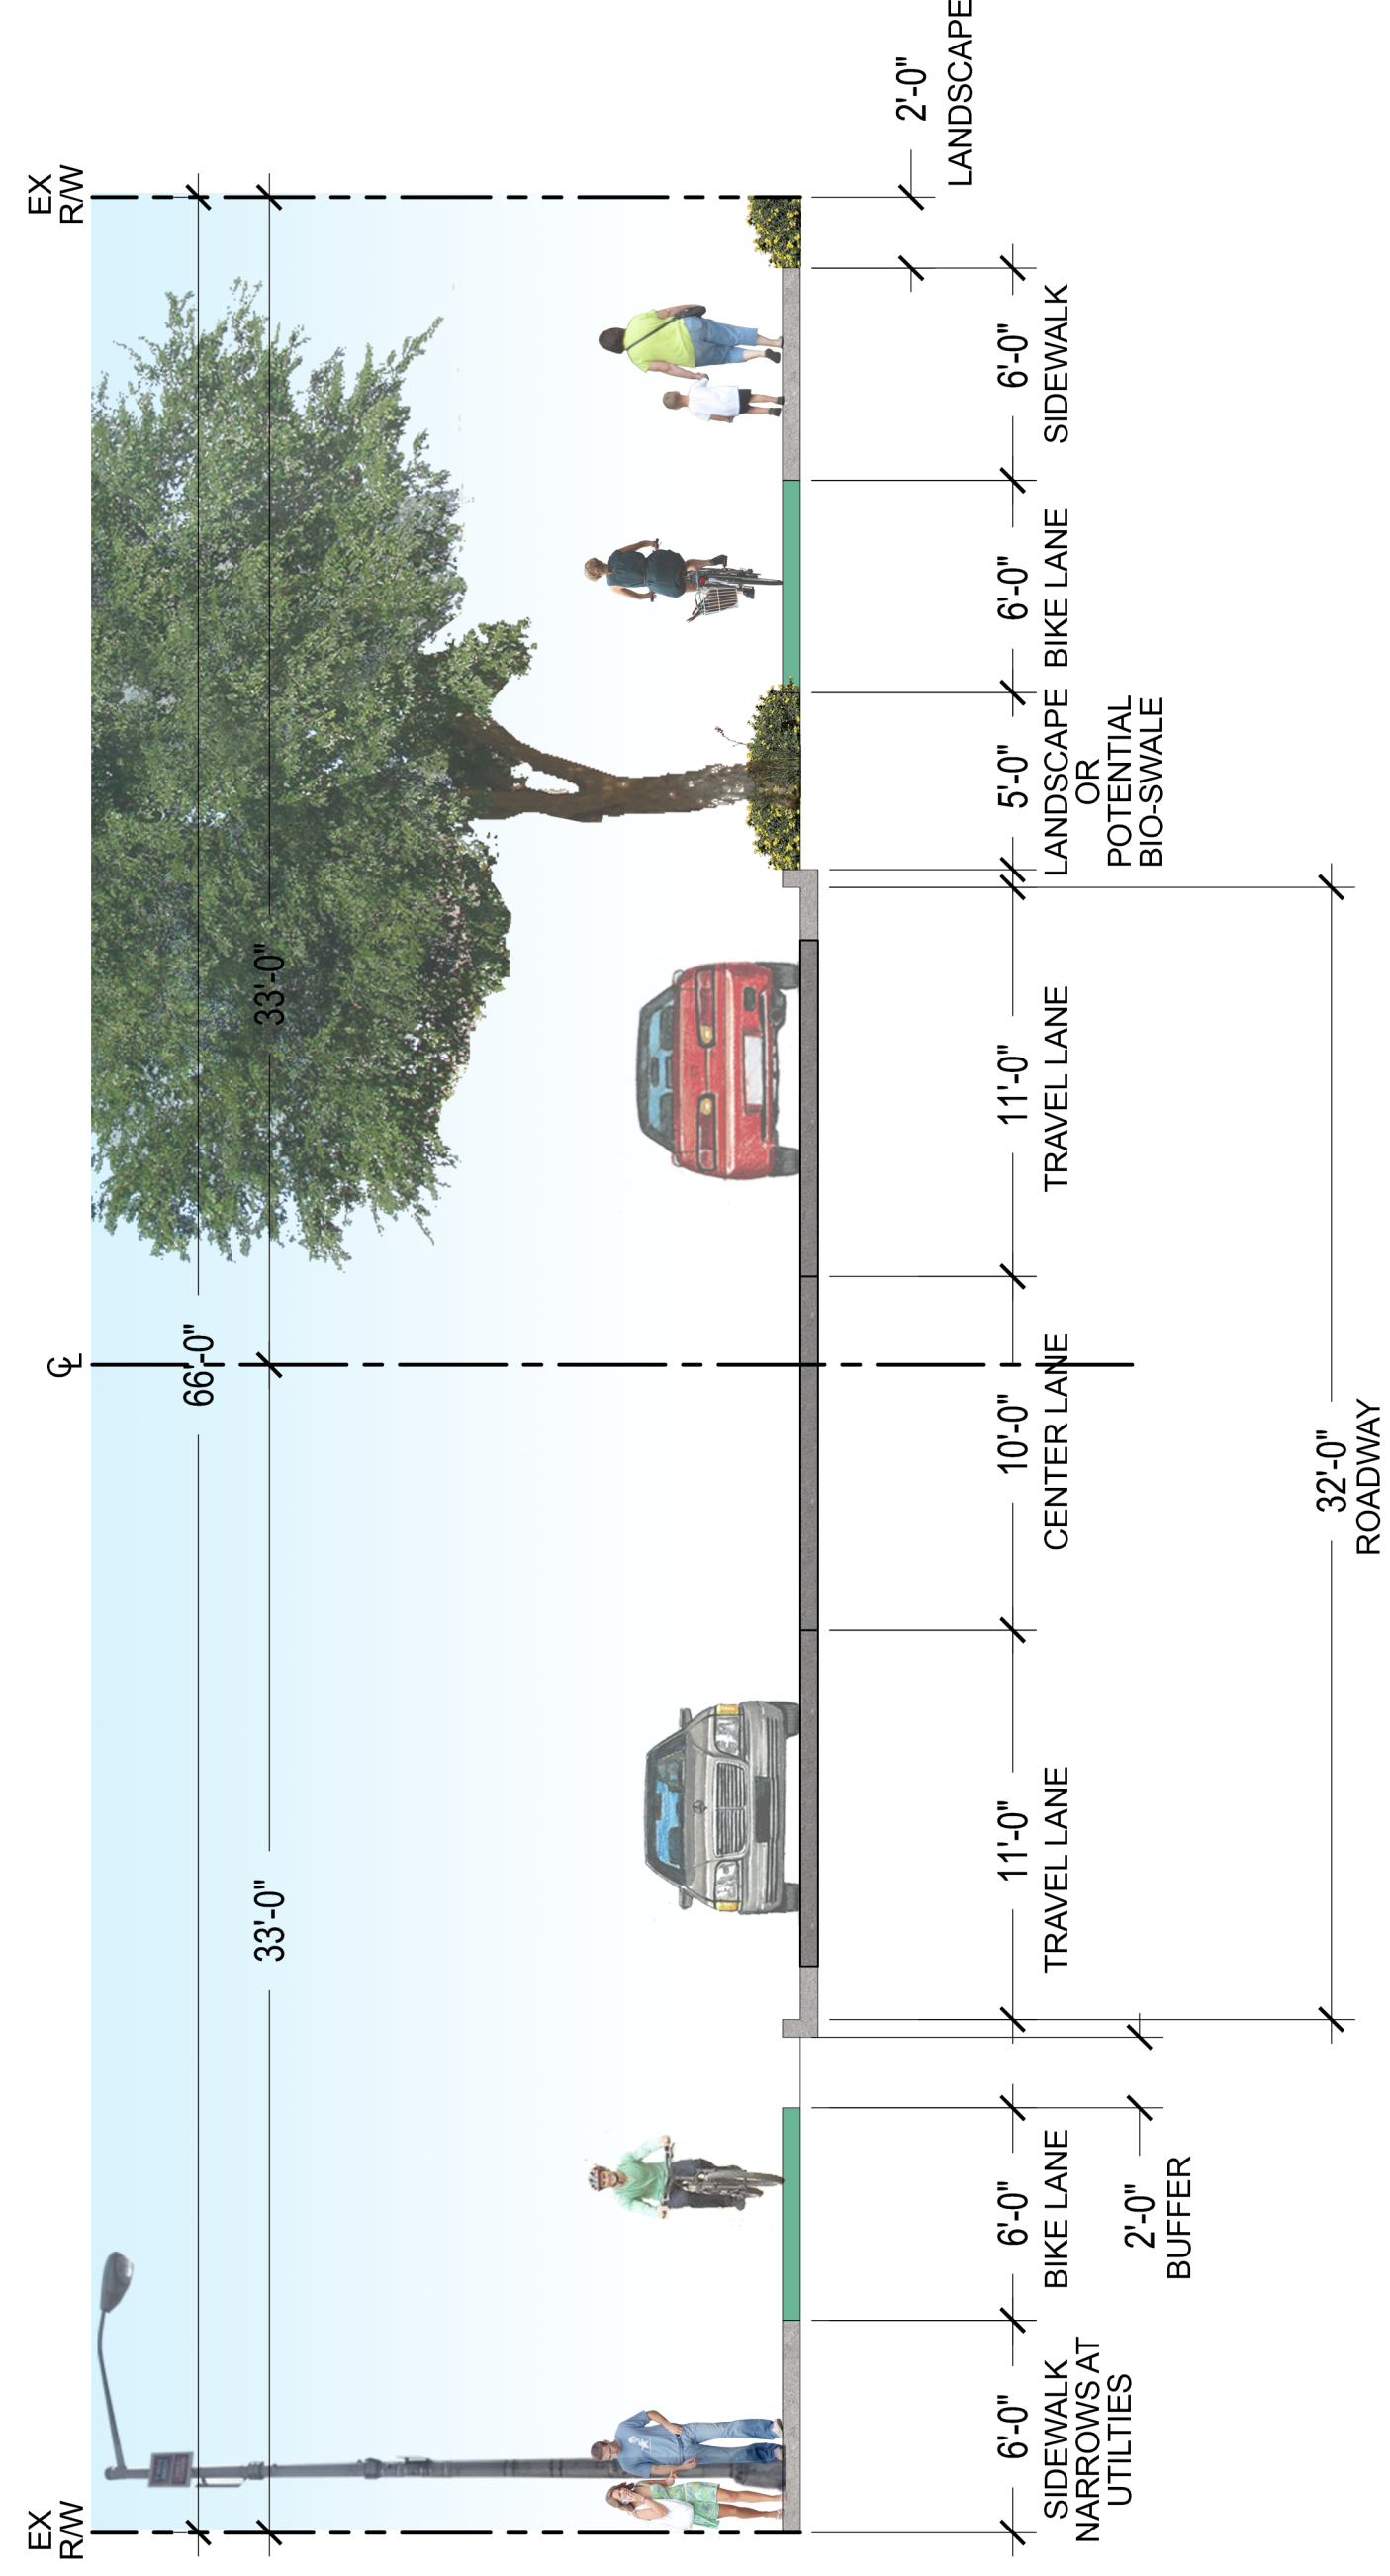 EX
R/W
℄
EX
R/W
66'-0"
33'-0"
33'-0"
6'-0"
SIDEWALK
NARROWS AT
UTILTIES
6'-0"
BIKE LANE
2'-0"
BUFFER
11'-0"
TRAVEL LANE
10'-0"
CENTER LANE
11'-0"
TRAVEL LANE
5'-0"
LANDSCAPE
OR
POTENTIAL
BIO-SWALE
6'-0"
BIKE LANE
6'-0"
SIDEWALK
2'-0"
LANDSCAPE
32'-0"
ROADWAY